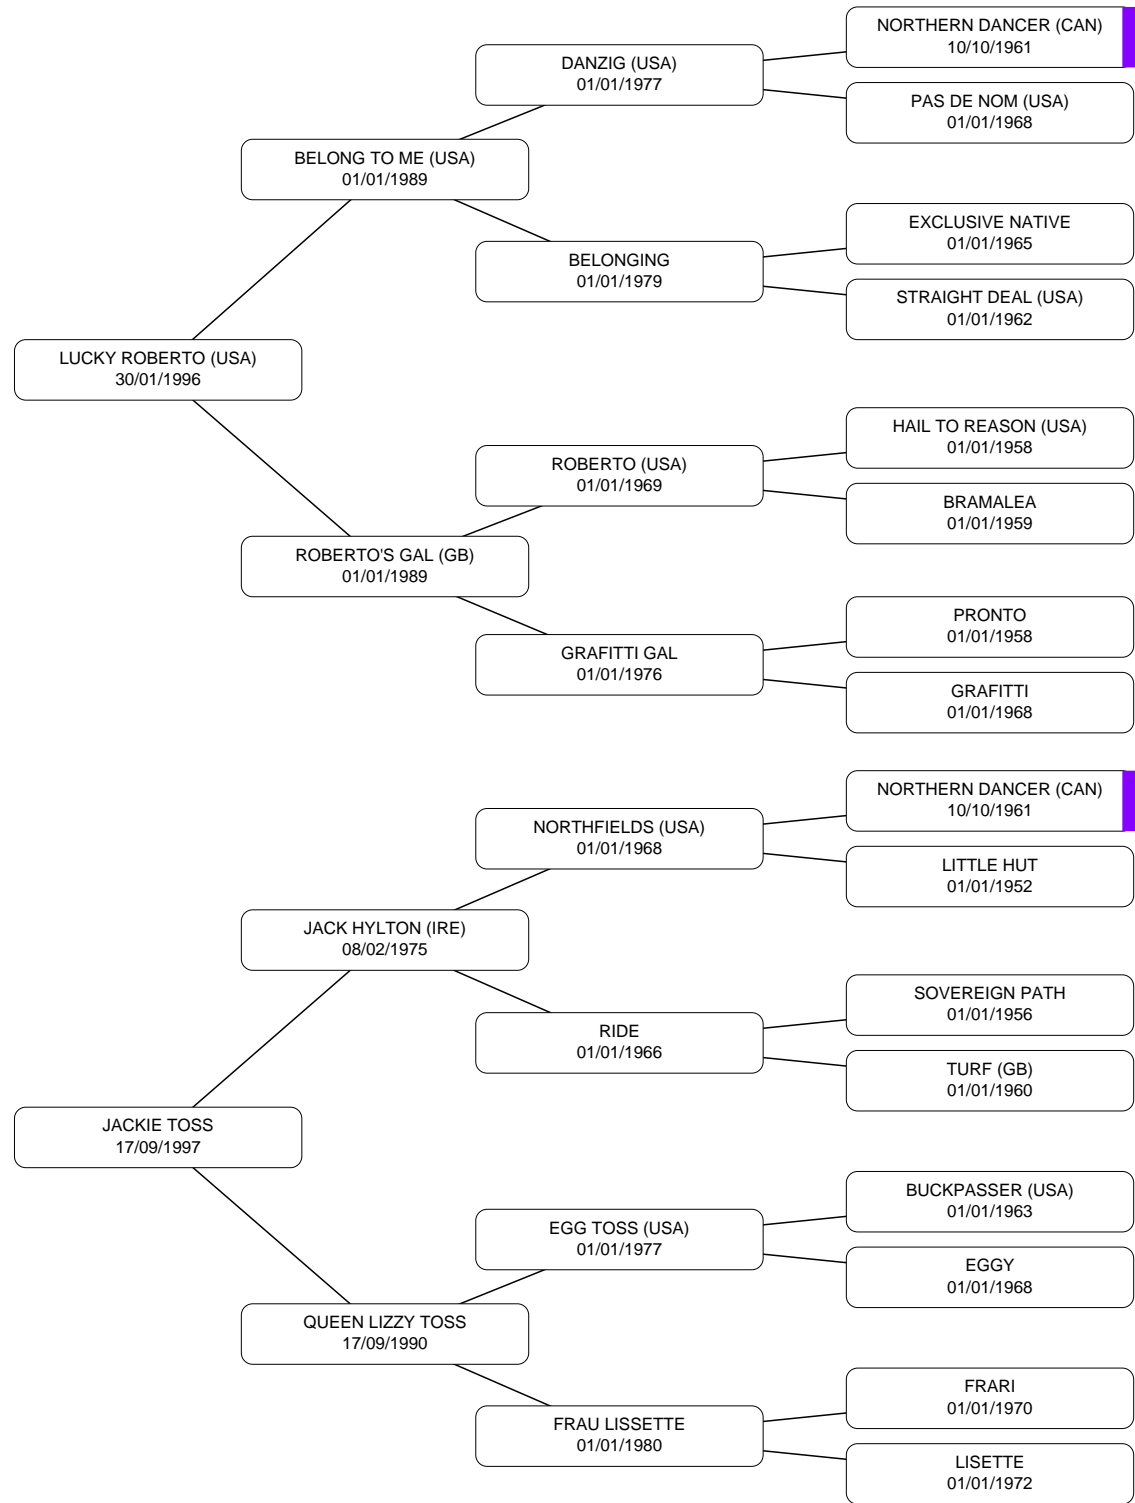 NORTHERN DANCER (CAN)
10/10/1961
DANZIG (USA)
01/01/1977
PAS DE NOM (USA)
01/01/1968
BELONG TO ME (USA)
01/01/1989
EXCLUSIVE NATIVE
01/01/1965
BELONGING
01/01/1979
STRAIGHT DEAL (USA)
01/01/1962
LUCKY ROBERTO (USA)
30/01/1996
HAIL TO REASON (USA)
01/01/1958
ROBERTO (USA)
01/01/1969
BRAMALEA
01/01/1959
ROBERTO'S GAL (GB)
01/01/1989
PRONTO
01/01/1958
GRAFITTI GAL
01/01/1976
GRAFITTI
01/01/1968
NORTHERN DANCER (CAN)
10/10/1961
NORTHFIELDS (USA)
01/01/1968
LITTLE HUT
01/01/1952
JACK HYLTON (IRE)
08/02/1975
SOVEREIGN PATH
01/01/1956
RIDE
01/01/1966
TURF (GB)
01/01/1960
JACKIE TOSS
17/09/1997
BUCKPASSER (USA)
01/01/1963
EGG TOSS (USA)
01/01/1977
EGGY
01/01/1968
QUEEN LIZZY TOSS
17/09/1990
FRARI
01/01/1970
FRAU LISSETTE
01/01/1980
LISETTE
01/01/1972